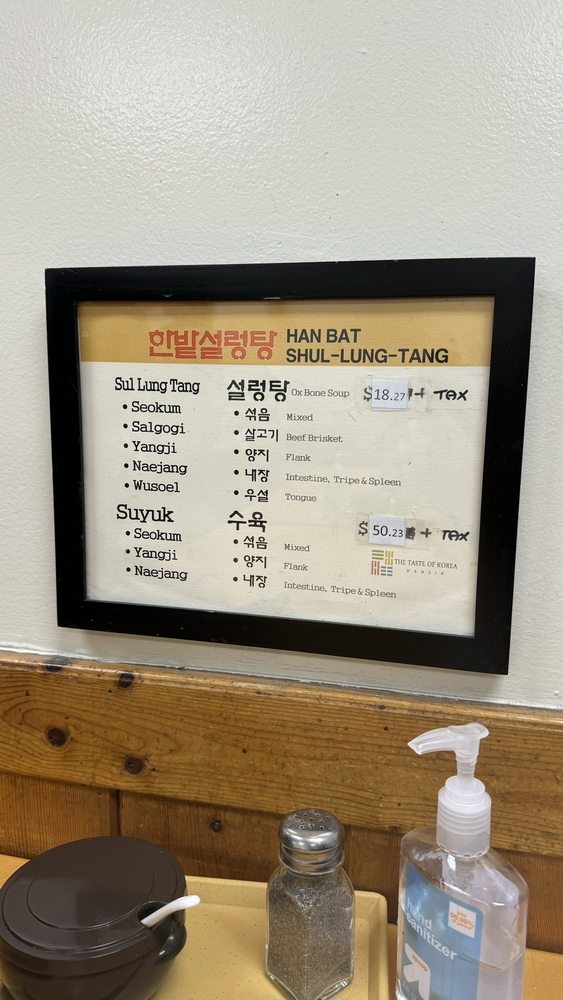 한밭설렁탕 HAN BAT
SHUL-LUNG-TANG
Sul Lung Tang 설렁탕 Ox Bone Soup $18.27 + TAX
• Seokum • 섞음 Mixed
• Salgogi • 살고기 Beef Brisket
• Yangji • 양지 Flank
• Naejang • 내장 Intestine, Tripe & Spleen
• Wusoel • 우설 Tongue
Suyuk 수육 $50.23 + TAX
• Seokum • 섞음 Mixed
• Yangji • 양지 Flank
• Naejang • 내장 Intestine, Tripe & Spleen
THE TASTE OF KOREA
HANSIK
hand
sanitizer
99.99%